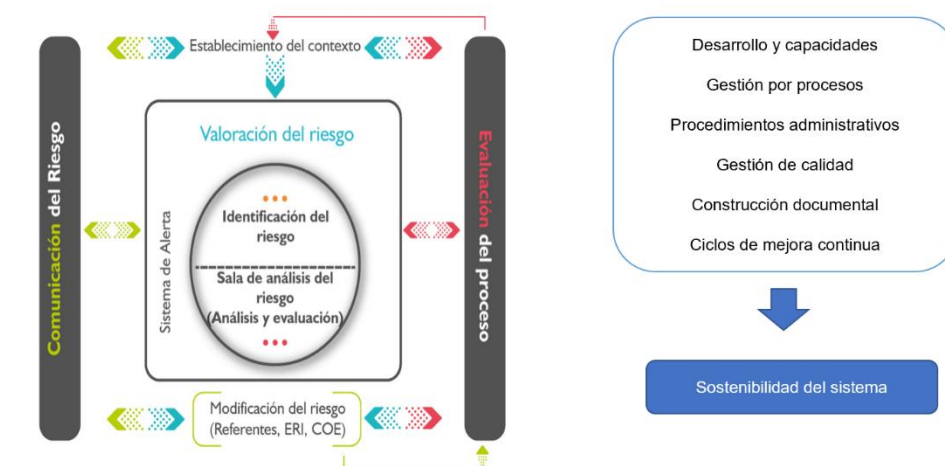 Comunicación del Riesgo
Establecimiento del contexto
Valoración del riesgo
Sistema de Alerta
Identificación del
riesgo
Sala de análisis del
riesgo
(Análisis y evaluación)
Modificación del riesgo
(Referentes, ERI, COE)
Evaluación del proceso
Desarrollo y capacidades
Gestión por procesos
Procedimientos administrativos
Gestión de calidad
Construcción documental
Ciclos de mejora continua
Sostenibilidad del sistema